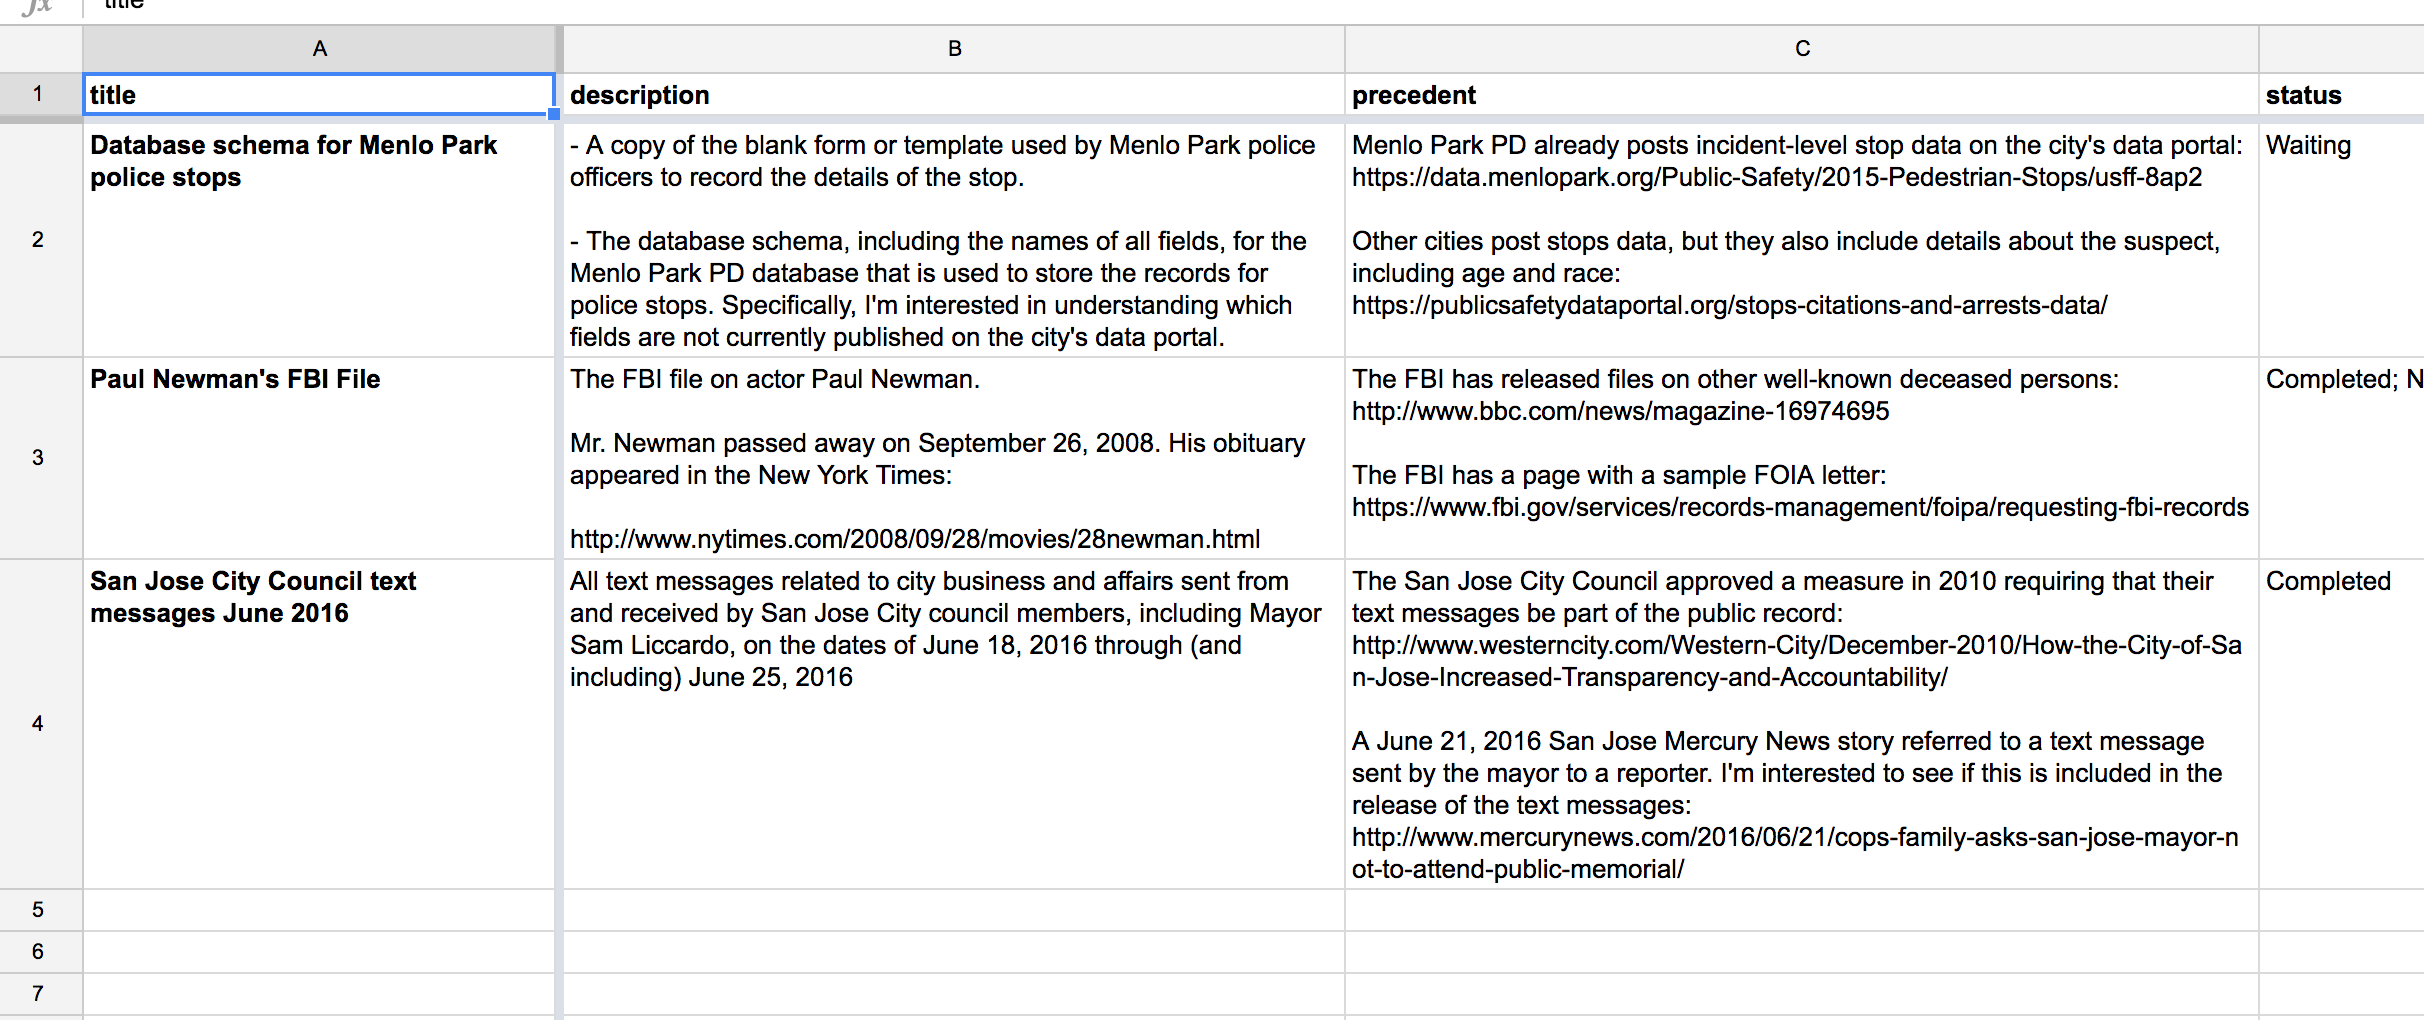 fx title
A B C
1 title description precedent status
2
Database schema for Menlo Park
police stops
- A copy of the blank form or template used by Menlo Park police
officers to record the details of the stop.
- The database schema, including the names of all fields, for the
Menlo Park PD database that is used to store the records for
police stops. Specifically, I'm interested in understanding which
fields are not currently published on the city's data portal.
Menlo Park PD already posts incident-level stop data on the city's data portal:
https://data.menlopark.org/Public-Safety/2015-Pedestrian-Stops/usff-8ap2
Other cities post stops data, but they also include details about the suspect,
including age and race:
https://publicsafetydataportal.org/stops-citations-and-arrests-data/
Waiting
3
Paul Newman's FBI File
The FBI file on actor Paul Newman.
Mr. Newman passed away on September 26, 2008. His obituary
appeared in the New York Times:
http://www.nytimes.com/2008/09/28/movies/28newman.html
The FBI has released files on other well-known deceased persons:
http://www.bbc.com/news/magazine-16974695
The FBI has a page with a sample FOIA letter:
https://www.fbi.gov/services/records-management/foipa/requesting-fbi-records
Completed; N
4
San Jose City Council text
messages June 2016
All text messages related to city business and affairs sent from
and received by San Jose City council members, including Mayor
Sam Liccardo, on the dates of June 18, 2016 through (and
including) June 25, 2016
The San Jose City Council approved a measure in 2010 requiring that their
text messages be part of the public record:
http://www.westerncity.com/Western-City/December-2010/How-the-City-of-Sa
n-Jose-Increased-Transparency-and-Accountability/
A June 21, 2016 San Jose Mercury News story referred to a text message
sent by the mayor to a reporter. I'm interested to see if this is included in the
release of the text messages:
http://www.mercurynews.com/2016/06/21/cops-family-asks-san-jose-mayor-n
ot-to-attend-public-memorial/
Completed
5
6
7